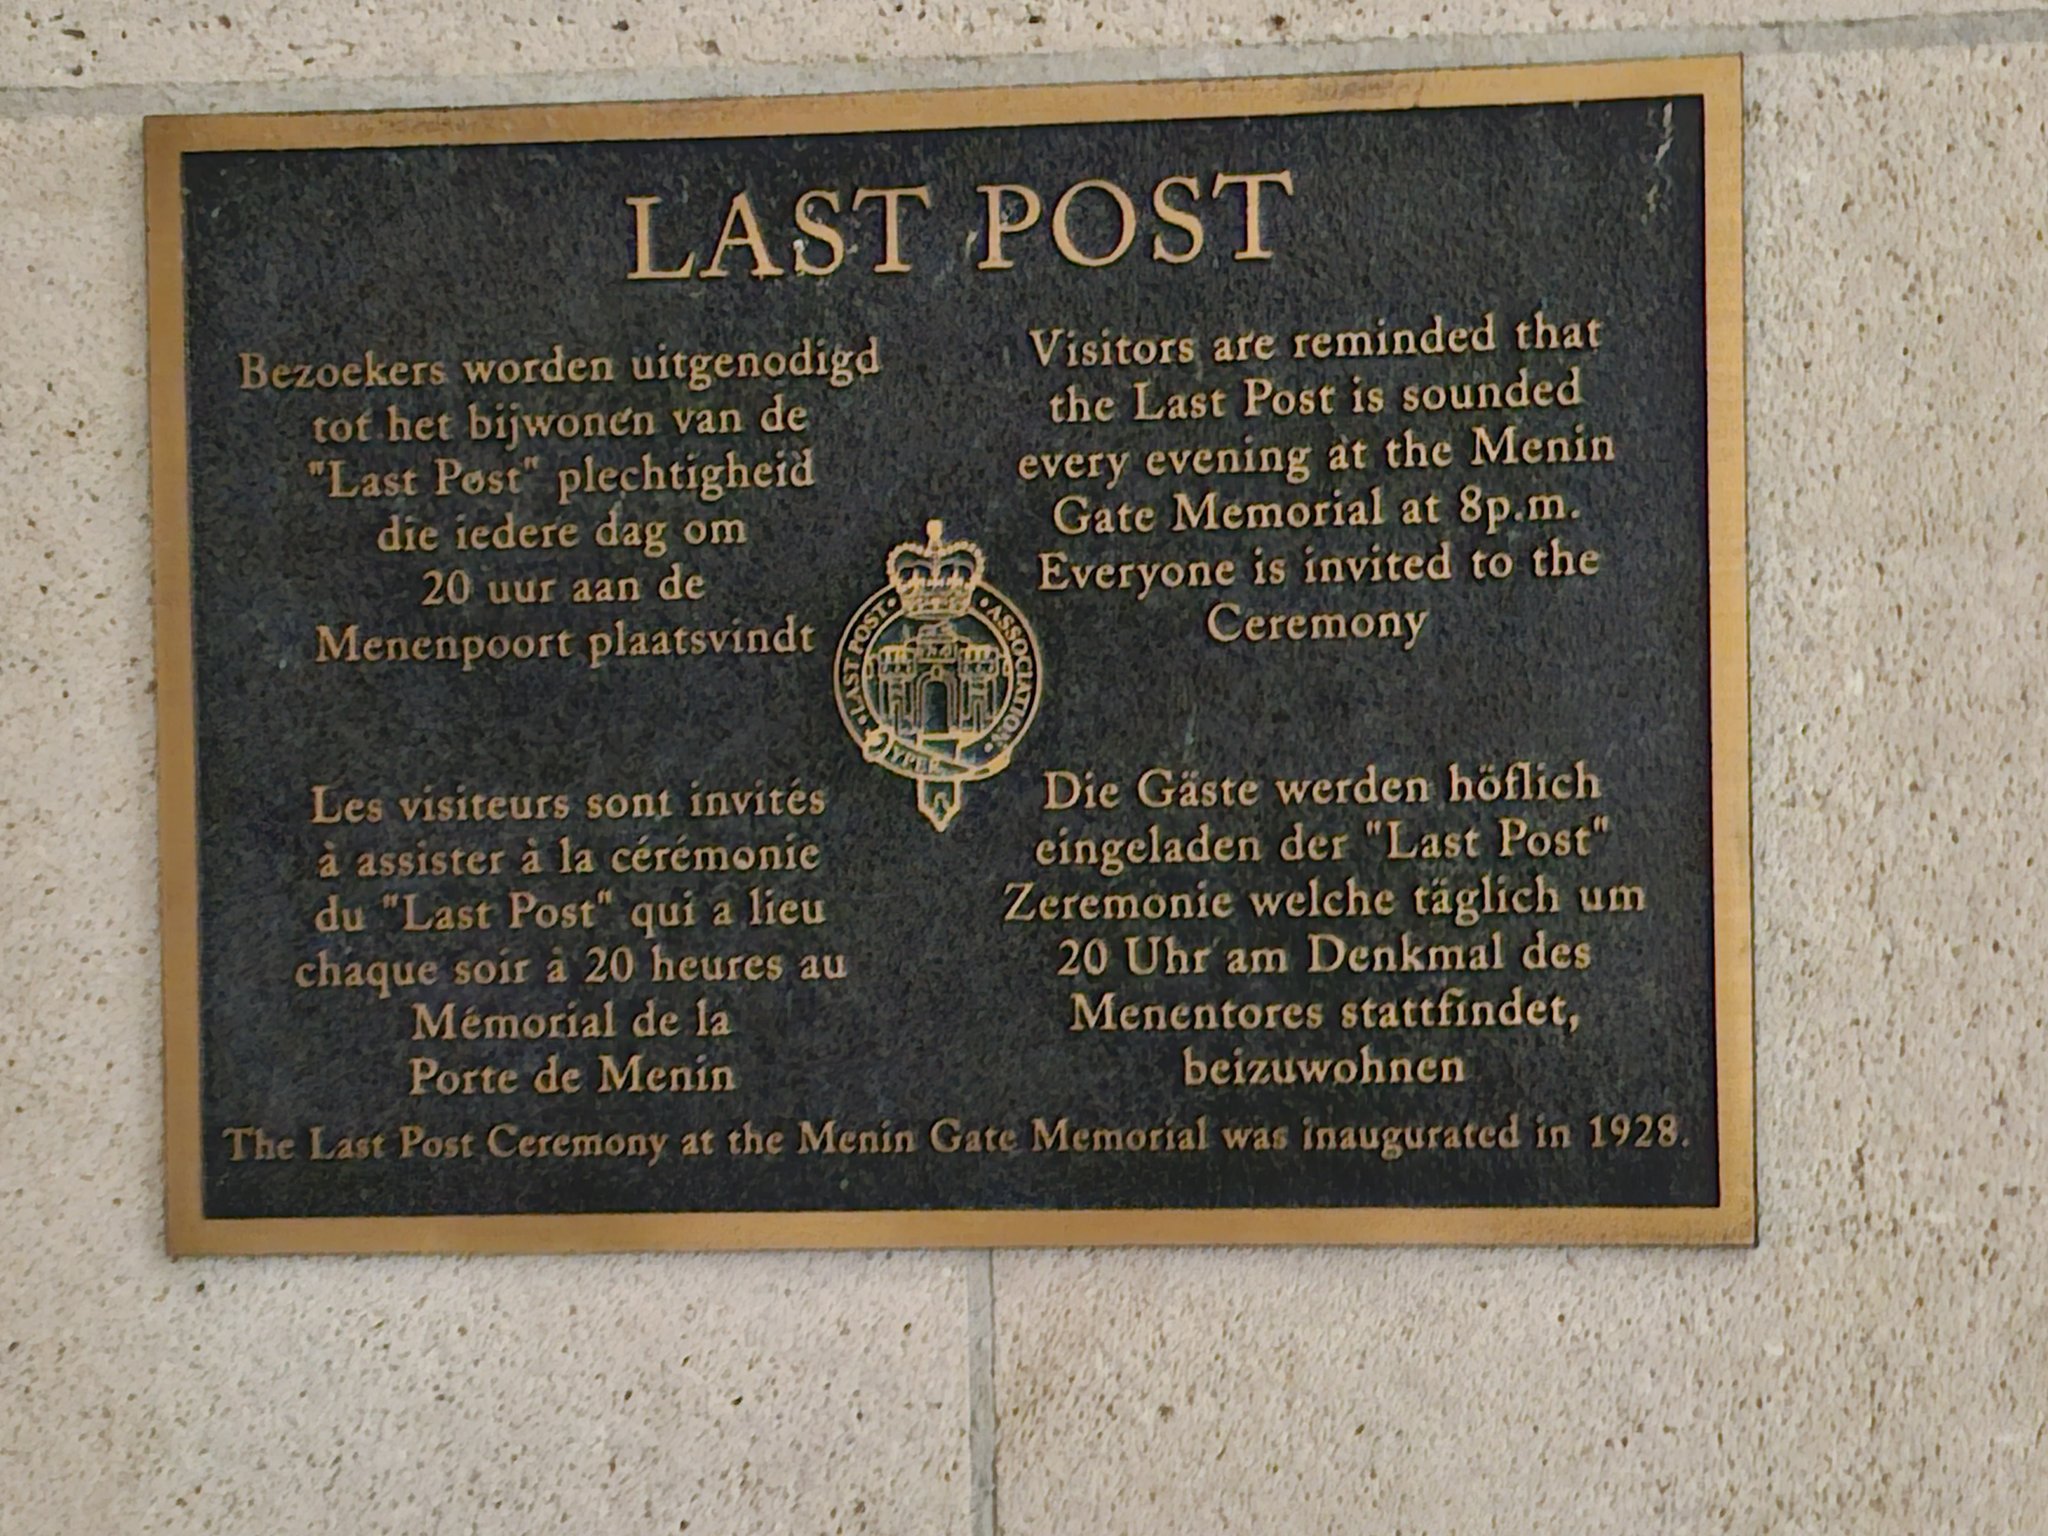 LAST POST
Bezoekers worden uitgenodigd
tot het bijwonen van de
"Last Post" plechtigheid
die iedere dag om
20 uur aan de
Menenpoort plaatsvindt
Visitors are reminded that
the Last Post is sounded
every evening at the Menin
Gate Memorial at 8p.m.
Everyone is invited to the
Ceremony
• LAST POST • • ASSOCIATION •
YPER
Les visiteurs sont invités
à assister à la cérémonie
du "Last Post" qui a lieu
chaque soir à 20 heures au
Mémorial de la
Porte de Menin
Die Gäste werden höflich
eingeladen der "Last Post"
Zeremonie welche täglich um
20 Uhr am Denkmal des
Menentores stattfindet,
beizuwohnen
The Last Post Ceremony at the Menin Gate Memorial was inaugurated in 1928.